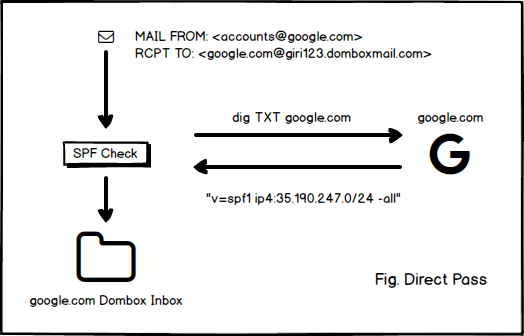 MAIL FROM: <accounts@google.com>
RCPT TO: <google.com@giri123.domboxmail.com>
dig TXT google.com
google.com
SPF Check
G
"v=spf1 ip4:35.190.247.0/24 -all"
Fig. Direct Pass
google.com Dombox Inbox